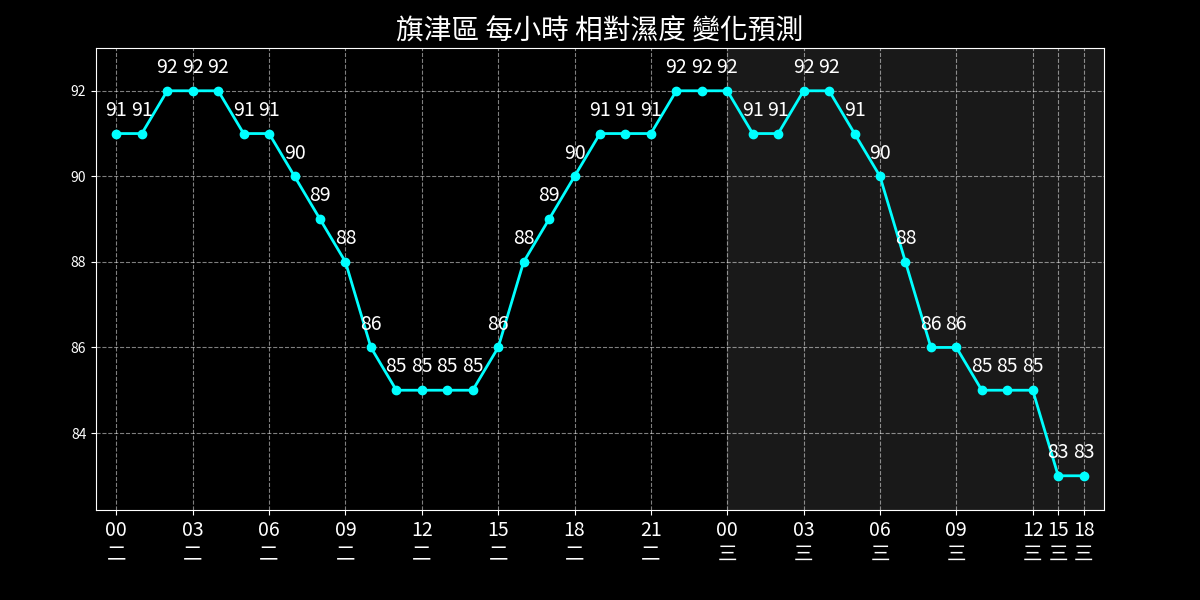 旗津區 每小時 相對濕度 變化預測
92 92 92 92 92 92 92 92
91 91 91 91 91 91 91 91 91 91
90 90 90
89 89
88 88 88
86 86 86 86
85 85 85 85 85 85 85
83 83
92
90
88
86
84
00 03 06 09 12 15 18 21 00 03 06 09 12 15 18
二 二 二 二 二 二 二 二 三 三 三 三 三 三 三